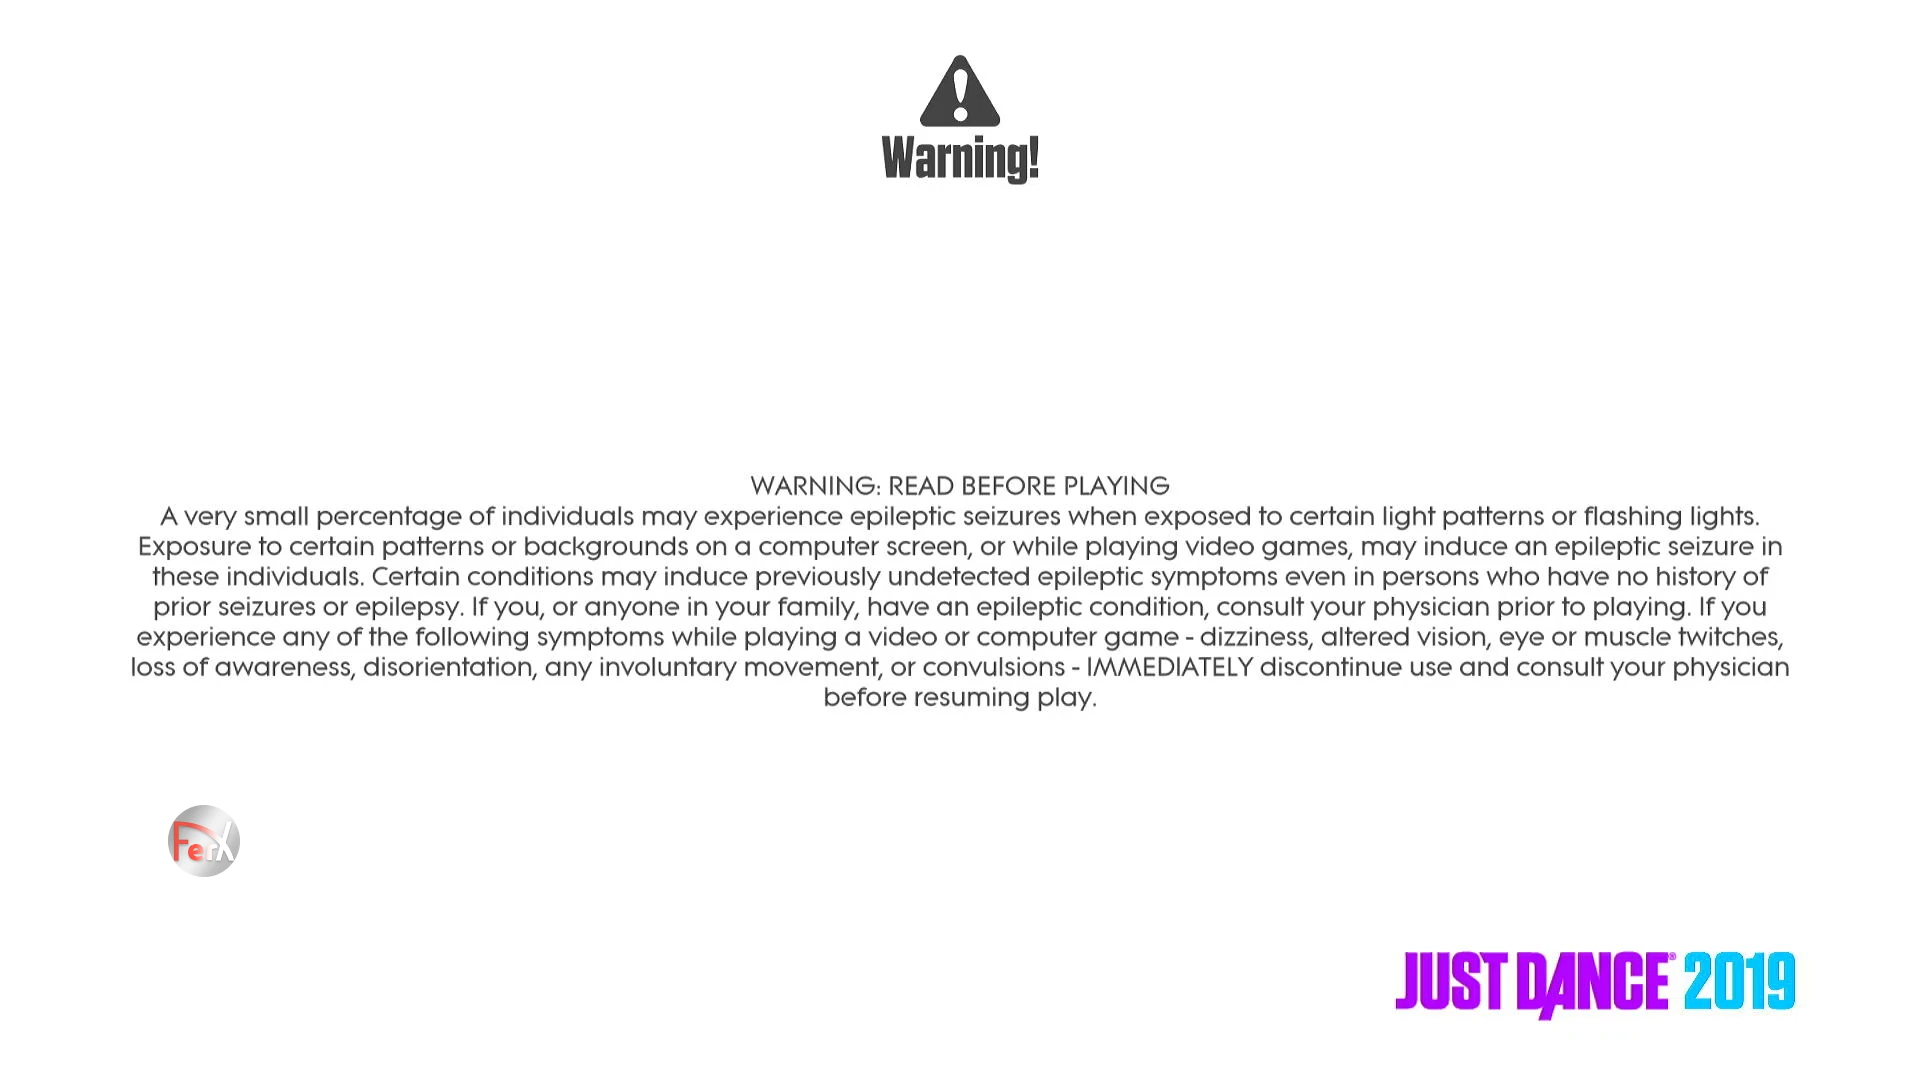 Warning!
WARNING: READ BEFORE PLAYING
A very small percentage of individuals may experience epileptic seizures when exposed to certain light patterns or flashing lights.
Exposure to certain patterns or backgrounds on a computer screen, or while playing video games, may induce an epileptic seizure in
these individuals. Certain conditions may induce previously undetected epileptic symptoms even in persons who have no history of
prior seizures or epilepsy. If you, or anyone in your family, have an epileptic condition, consult your physician prior to playing. If you
experience any of the following symptoms while playing a video or computer game - dizziness, altered vision, eye or muscle twitches,
loss of awareness, disorientation, any involuntary movement, or convulsions - IMMEDIATELY discontinue use and consult your physician
before resuming play.
FerX
JUST DANCE® 2019